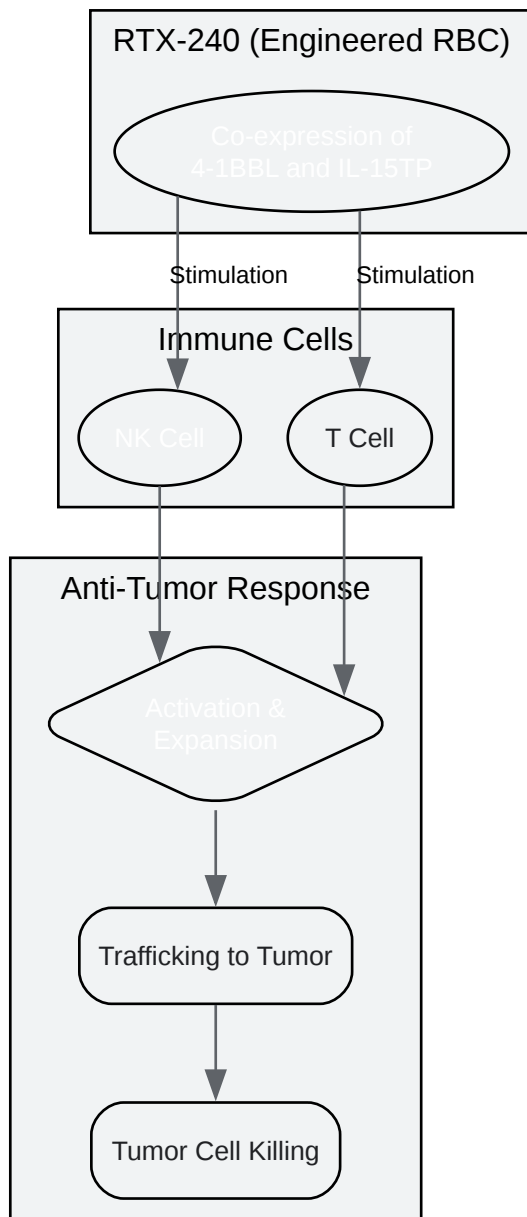 RTX-240 (Engineered RBC)
Co-expression of
4-1BBL and IL-15TP
Stimulation
Stimulation
Immune Cells
NK Cell
T Cell
Anti-Tumor Response
Activation &
Expansion
Trafficking to Tumor
Tumor Cell Killing